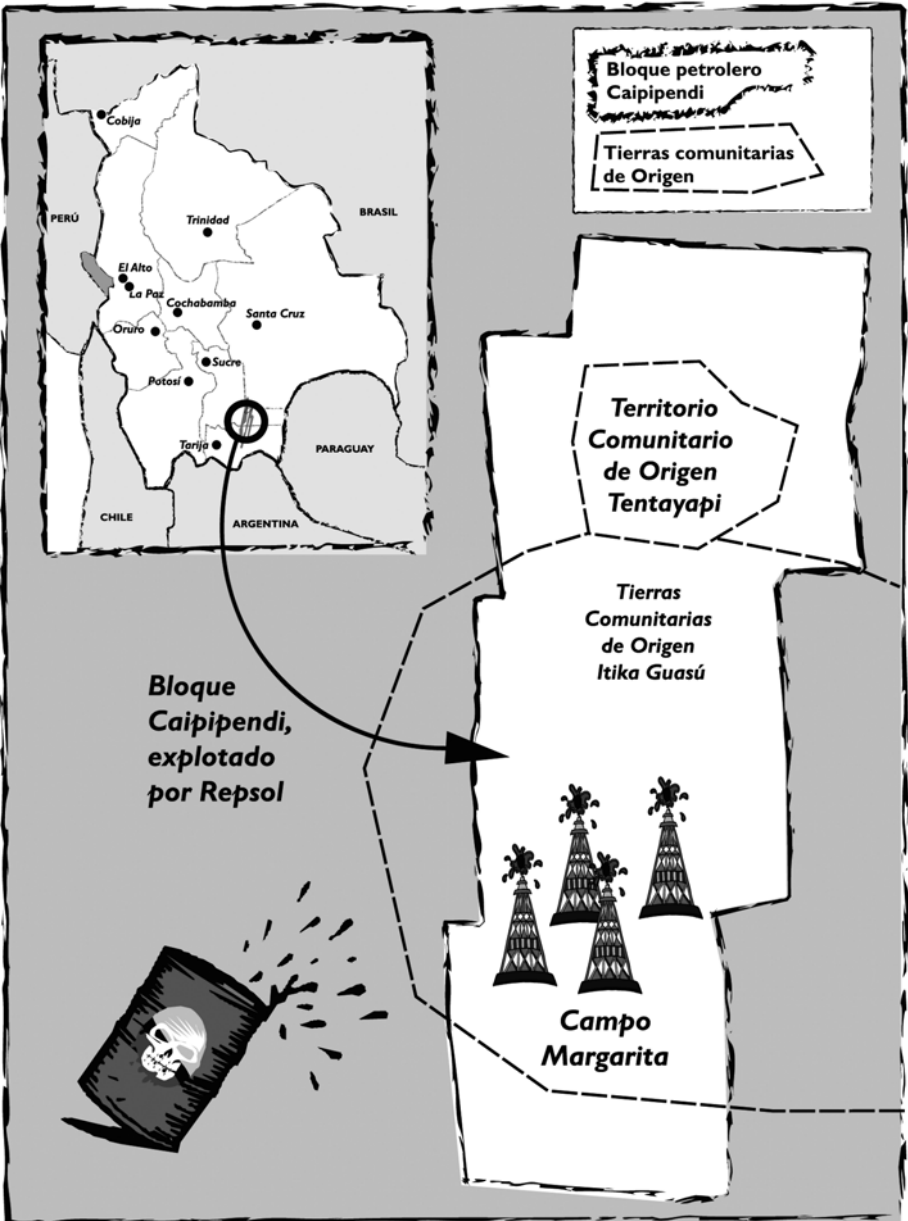 Bloque petrolero
Caipipendi
Tierras comunitarias
de Origen
Cobija
PERÚ
BRASIL
Trinidad
El Alto
La Paz
Cochabamba
Santa Cruz
Oruro
Sucre
Potosí
Tarija
PARAGUAY
CHILE
ARGENTINA
Territorio
Comunitario
de Origen
Tentayapi
Tierras
Comunitarias
de Origen
Itika Guasú
Bloque
Caipipendi,
explotado
por Repsol
Campo
Margarita